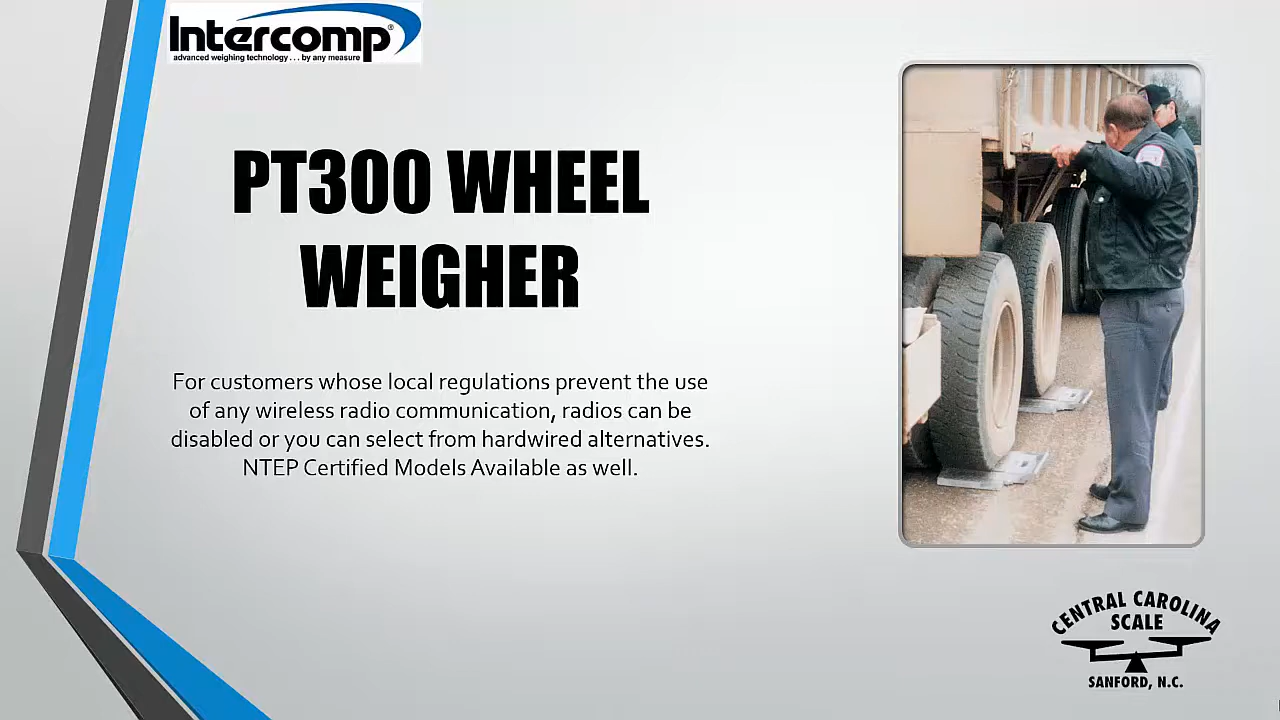 Intercomp®
advanced weighing technology . . . by any measure
PT300 WHEEL
WEIGHER
For customers whose local regulations prevent the use
of any wireless radio communication, radios can be
disabled or you can select from hardwired alternatives.
NTEP Certified Models Available as well.
CENTRAL CAROLINA
SCALE
SANFORD, N.C.